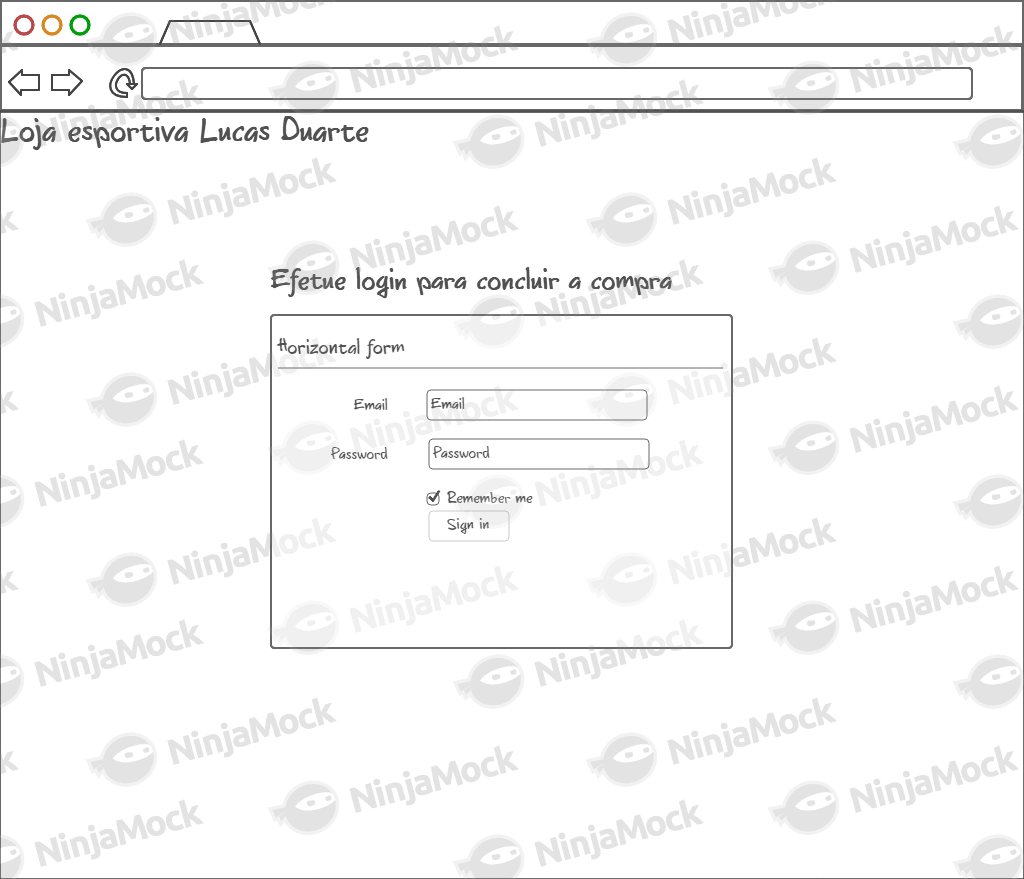 Loja esportiva Lucas Duarte
Efetue login para concluir a compra
Horizontal form
Email Email
Password Password
Remember me
Sign in
NinjaMock